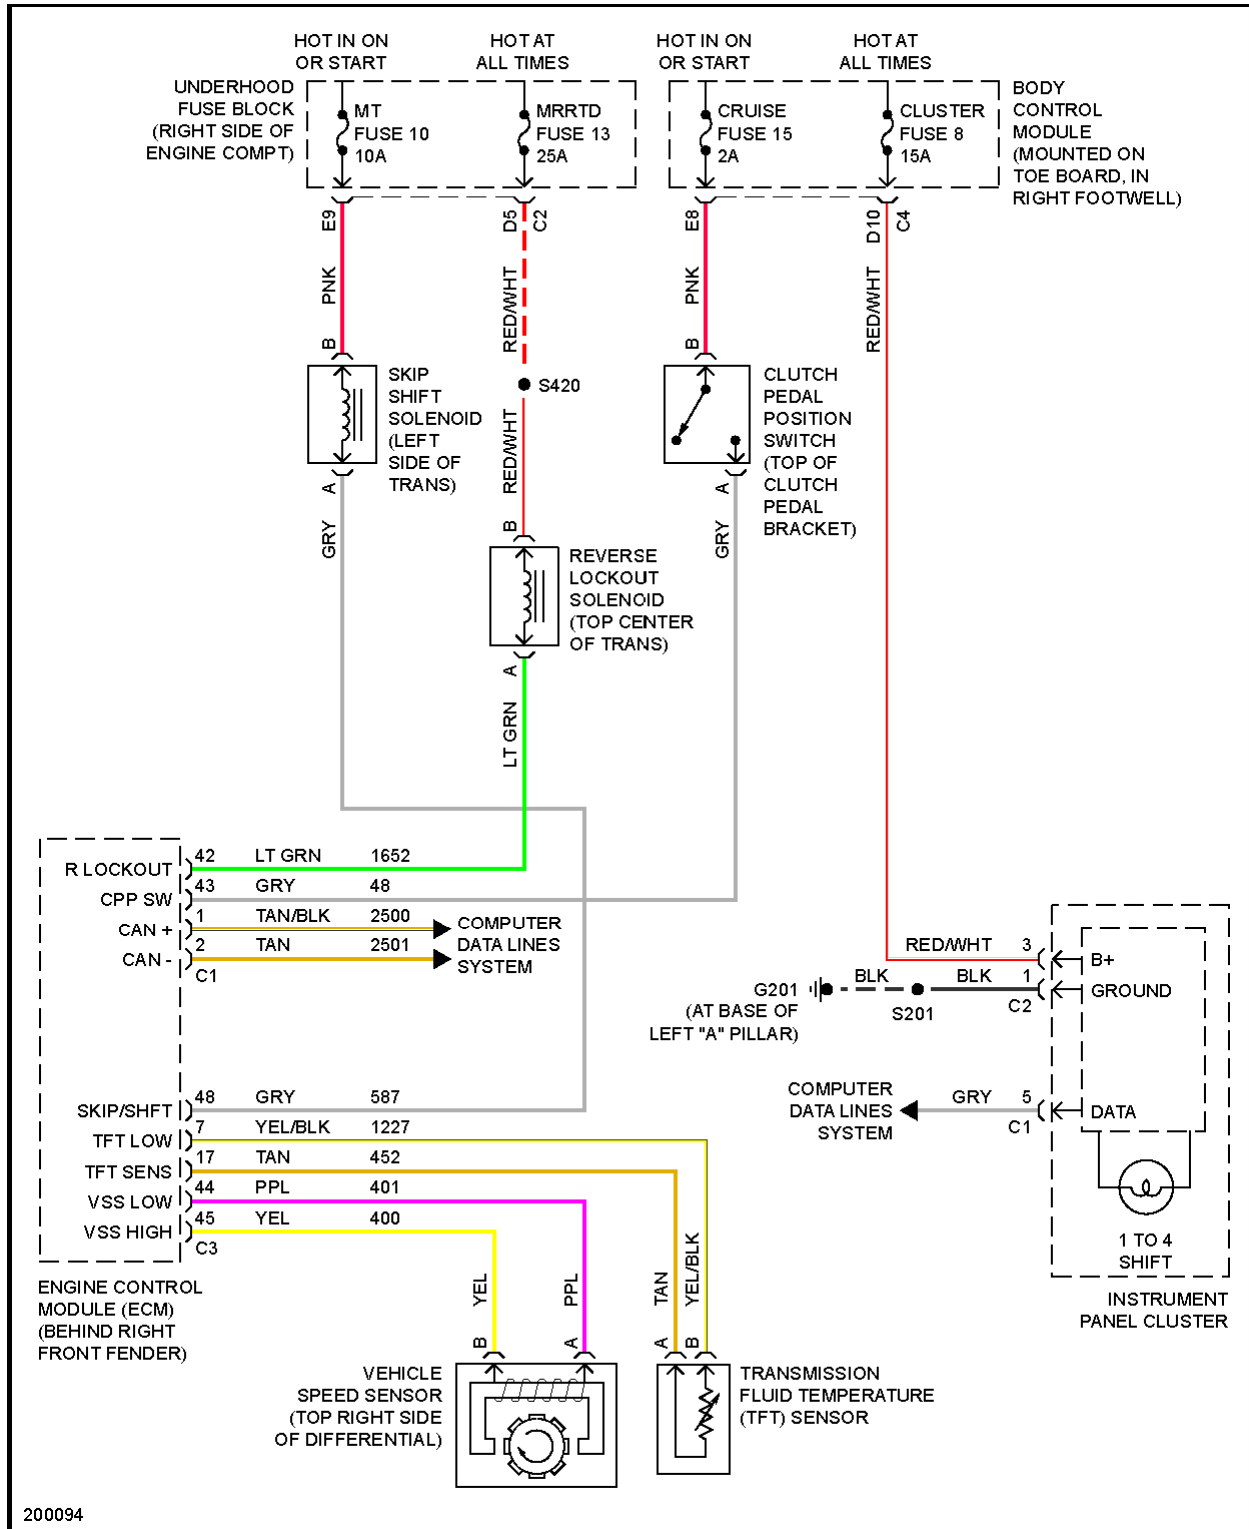 HOT IN ON
OR START
HOT AT
ALL TIMES
HOT IN ON
OR START
HOT AT
ALL TIMES
UNDERHOOD
FUSE BLOCK
(RIGHT SIDE OF
ENGINE COMPT)
MT
FUSE 10
10A
MRRTD
FUSE 13
25A
CRUISE
FUSE 15
2A
CLUSTER
FUSE 8
15A
BODY
CONTROL
MODULE
(MOUNTED ON
TOE BOARD, IN
RIGHT FOOTWELL)
E9
D5
C2
E8
D10
C4
PNK
RED/WHT
PNK
RED/WHT
B
B
SKIP
SHIFT
SOLENOID
(LEFT
SIDE OF
TRANS)
S420
CLUTCH
PEDAL
POSITION
SWITCH
(TOP OF
CLUTCH
PEDAL
BRACKET)
A
GRY
RED/WHT
B
A
GRY
REVERSE
LOCKOUT
SOLENOID
(TOP CENTER
OF TRANS)
A
LT GRN
R LOCKOUT
42 LT GRN 1652
CPP SW
43 GRY 48
CAN +
1 TAN/BLK 2500
CAN -
2 TAN 2501
C1
COMPUTER
DATA LINES
SYSTEM
RED/WHT 3
B+
BLK BLK 1
GROUND
C2
G201
(AT BASE OF
LEFT "A" PILLAR)
S201
COMPUTER
DATA LINES
SYSTEM
GRY 5
DATA
C1
SKIP/SHFT
48 GRY 587
TFT LOW
7 YEL/BLK 1227
TFT SENS
17 TAN 452
VSS LOW
44 PPL 401
VSS HIGH
45 YEL 400
C3
1 TO 4
SHIFT
ENGINE CONTROL
MODULE (ECM)
(BEHIND RIGHT
FRONT FENDER)
YEL
PPL
TAN
YEL/BLK
B
A
A
B
INSTRUMENT
PANEL CLUSTER
VEHICLE
SPEED SENSOR
(TOP RIGHT SIDE
OF DIFFERENTIAL)
TRANSMISSION
FLUID TEMPERATURE
(TFT) SENSOR
200094